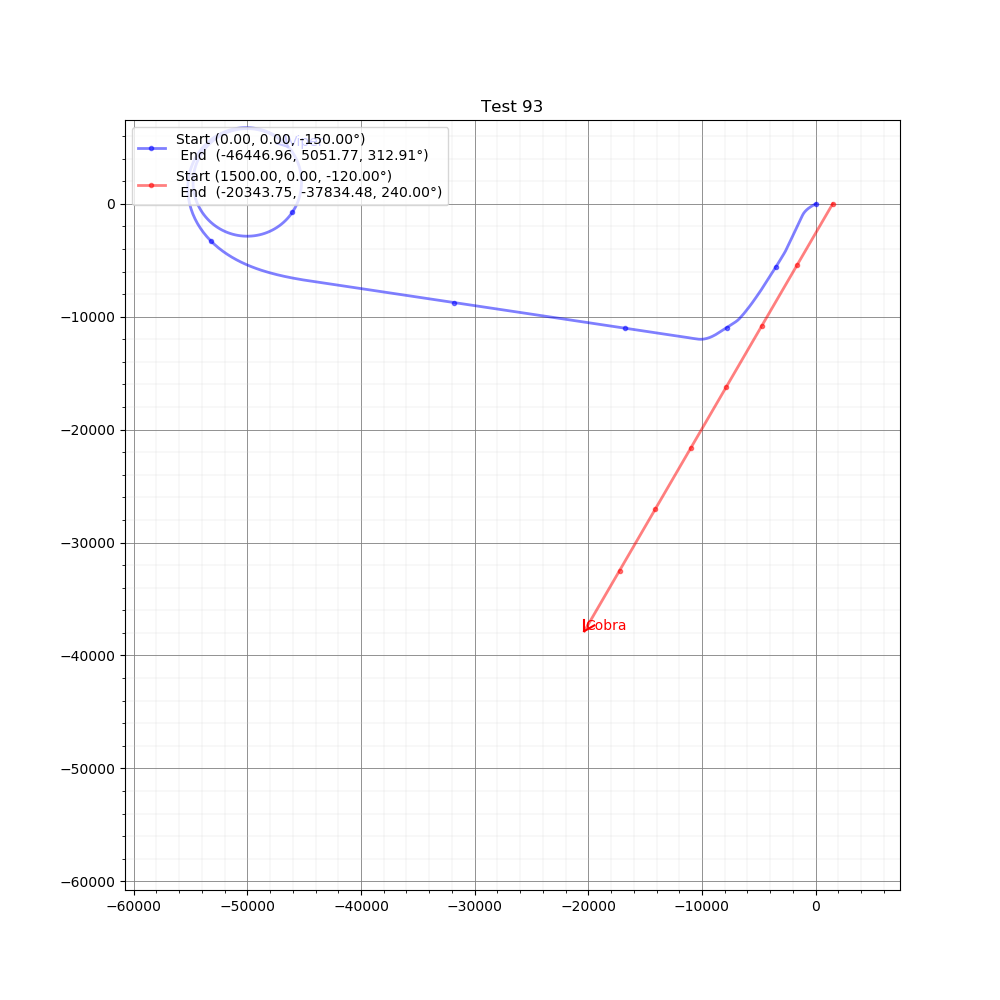 Test 93
Start (0.00, 0.00, -150.00°)
End (-46446.96, 5051.77, 312.91°)
Start (1500.00, 0.00, -120.00°)
End (-20343.75, -37834.48, 240.00°)
0
−10000
−20000
−30000
−40000
−50000
−60000
Cobra
−60000 −50000 −40000 −30000 −20000 −10000 0